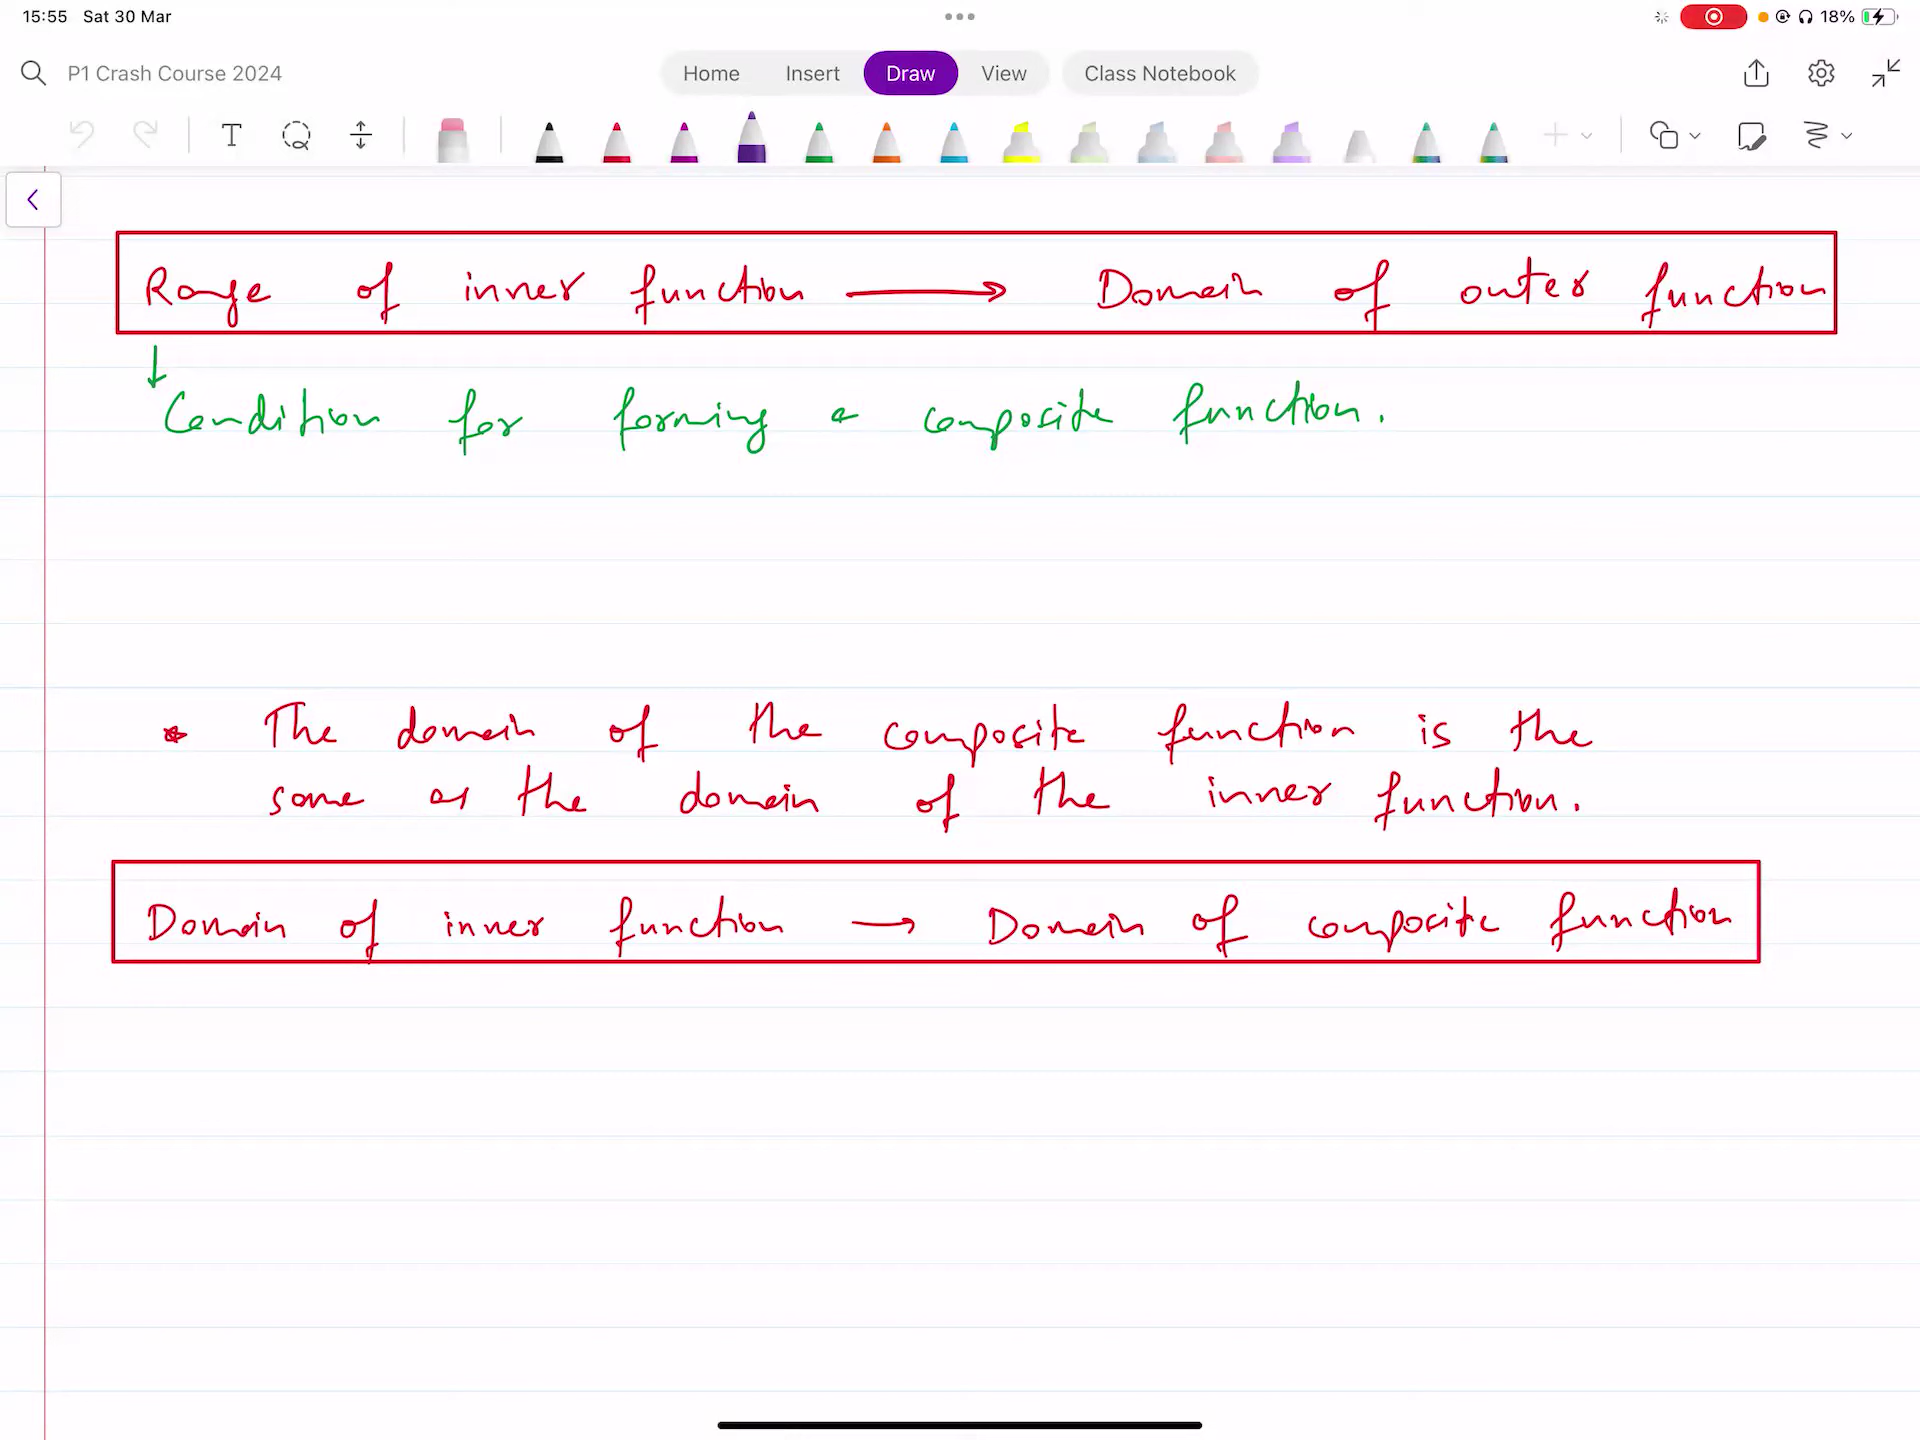 15:55 Sat 30 Mar 18%
P1 Crash Course 2024 Home Insert Draw View Class Notebook
T
Range of inner function → Domain of outer function
↓
Condition for forming a composite function.
* The domain of the composite function is the
same as the domain of the inner function.
Domain of inner function → Domain of composite function